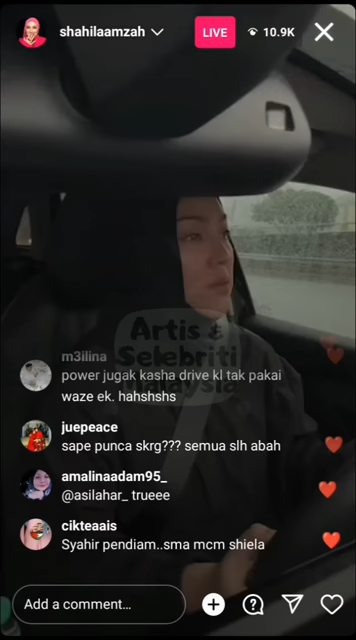 shahilaamzah
LIVE
10.9K
Artis &
Selebriti
Malaysia
m3ilina
power jugak kasha drive kl tak pakai
waze ek. hahshshs
juepeace
sape punca skrg??? semua slh abah
amalinaadam95_
@asilahar_ trueee
cikteaais
Syahir pendiam..sma mcm shiela
Add a comment...